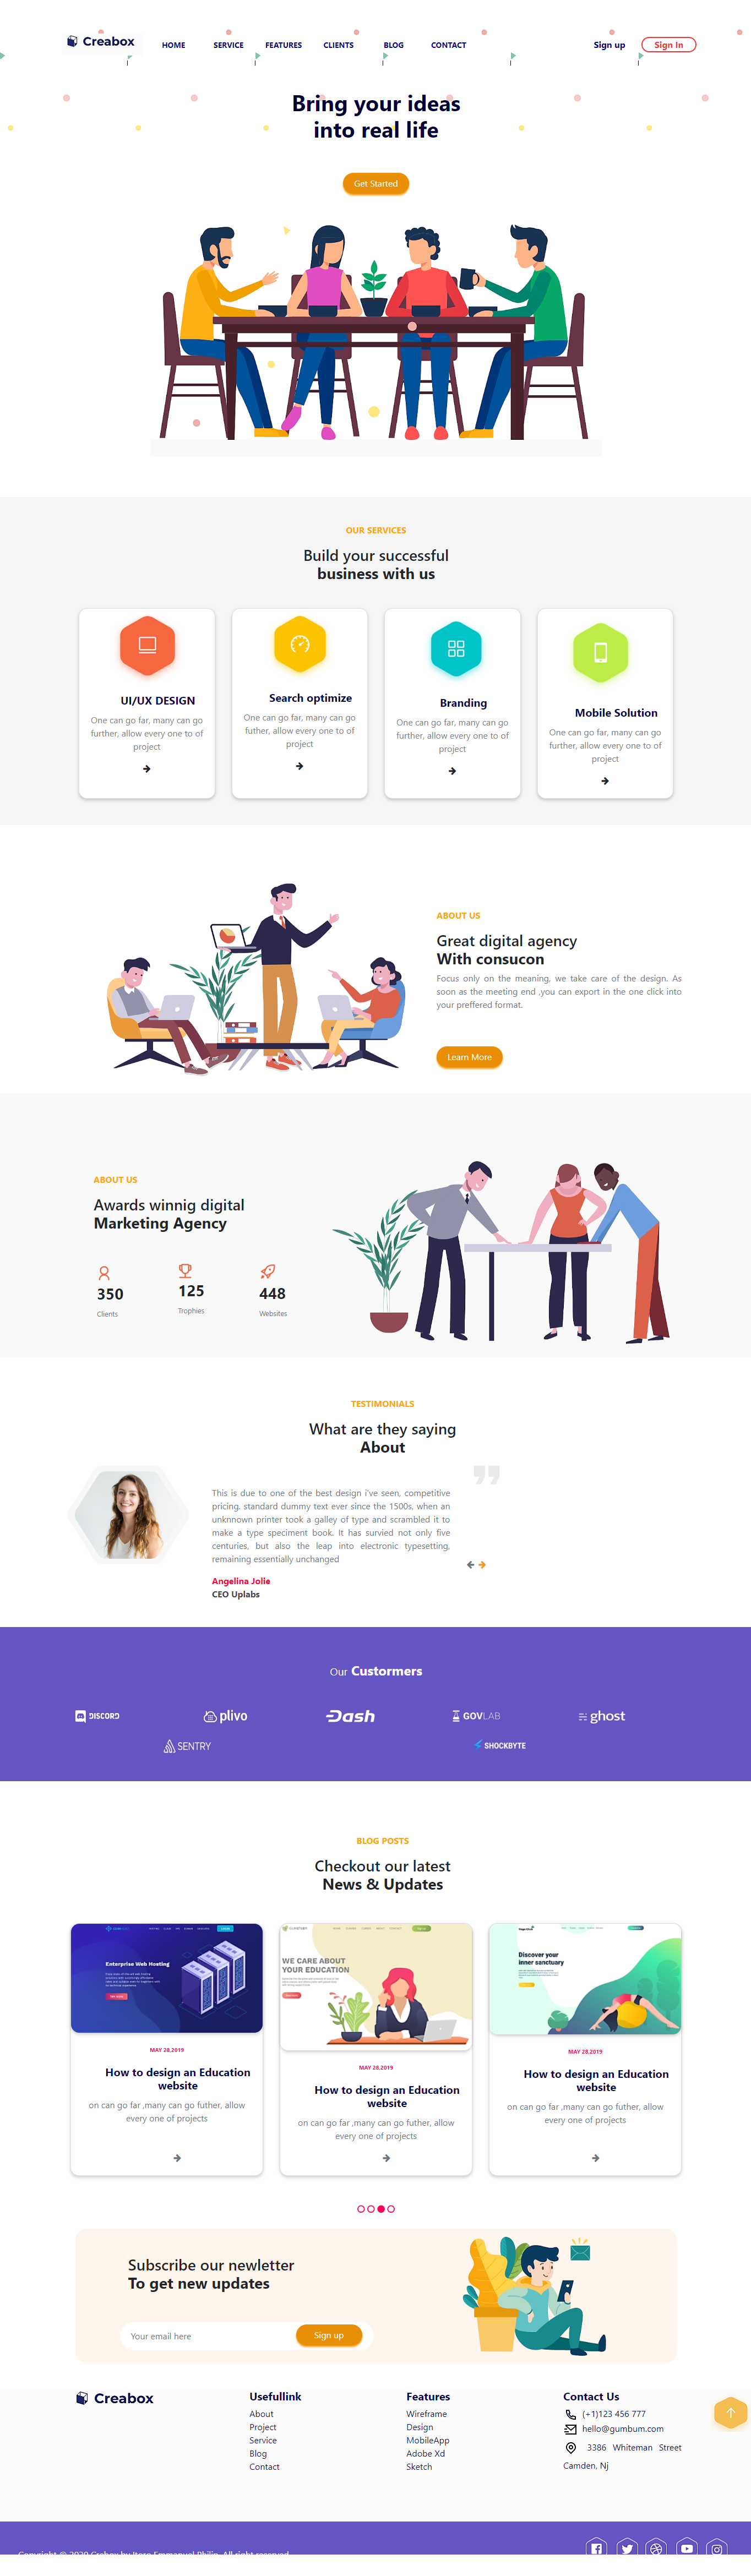 Creabox HOME SERVICE FEATURES CLIENTS BLOG CONTACT Sign up Sign In
Bring your ideas
into real life
Get Started
OUR SERVICES
Build your successful
business with us
UI/UX DESIGN
One can go far, many can go
further, allow every one to of
project
Search optimize
One can go far, many can go
futher, allow every one to of
project
Branding
One can go far, many can go
further, allow every one to of
project
Mobile Solution
One can go far, many can go
further, allow every one to of
project
ABOUT US
Great digital agency
With consucon
Focus only on the meaning, we take care of the design. As
soon as the meeting end ,you can export in the one click into
your preffered format.
Learn More
ABOUT US
Awards winnig digital
Marketing Agency
350
Clients
125
Trophies
448
Websites
TESTIMONIALS
What are they saying
About
This is due to one of the best design i've seen, competitive
pricing. standard dummy text ever since the 1500s, when an
unknnown printer took a galley of type and scrambled it to
make a type speciment book. It has survied not only five
centuries, but also the leap into electronic typesetting,
remaining essentially unchanged
Angelina Jolie
CEO Uplabs
Our Custormers
DISCORD plivo Dash GOVLAB ghost
SENTRY SHOCKBYTE
BLOG POSTS
Checkout our latest
News & Updates
Enterprise Web Hosting
MAY 28,2019
How to design an Education
website
on can go far ,many can go futher, allow
every one of projects
WE CARE ABOUT
YOUR EDUCATION
MAY 28,2019
How to design an Education
website
on can go far ,many can go futher, allow
every one of projects
Discover your
inner sanctuary
MAY 28,2019
How to design an Education
website
on can go far ,many can go futher, allow
every one of projects
Subscribe our newletter
To get new updates
Your email here Sign up
Creabox
Usefullink
About
Project
Service
Blog
Contact
Features
Wireframe
Design
MobileApp
Adobe Xd
Sketch
Contact Us
(+1)123 456 777
hello@gumbum.com
3386 Whiteman Street
Camden, Nj
Copyright © 2020 Crebox by Itoro Emmanuel Philip. All right reserved